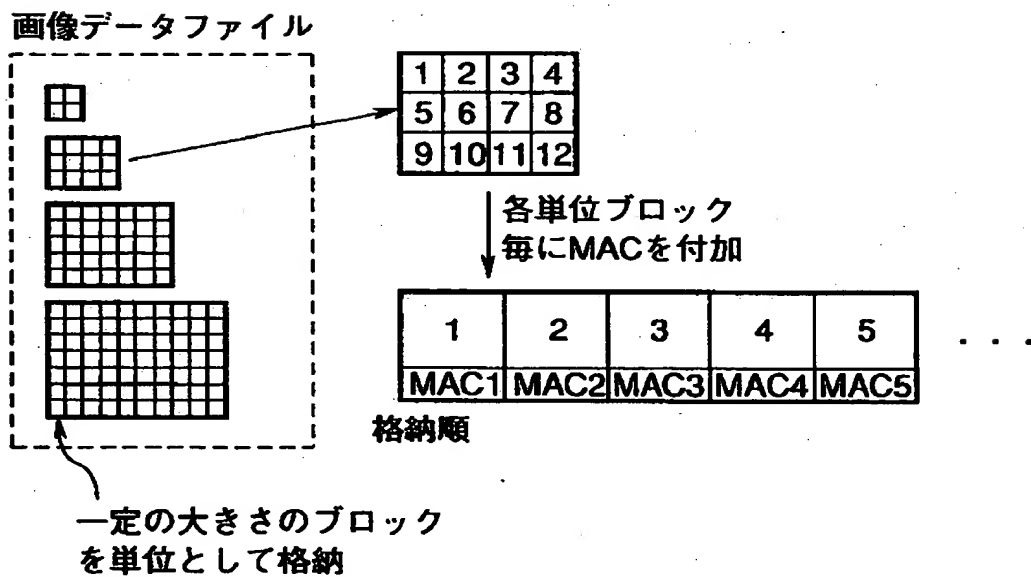 画像データファイル
1 2 3 4
5 6 7 8
9 10 11 12
各単位ブロック
毎にMACを付加
1 2 3 4 5 ・・・
MAC1 MAC2 MAC3 MAC4 MAC5
格納順
一定の大きさのブロック
を単位として格納